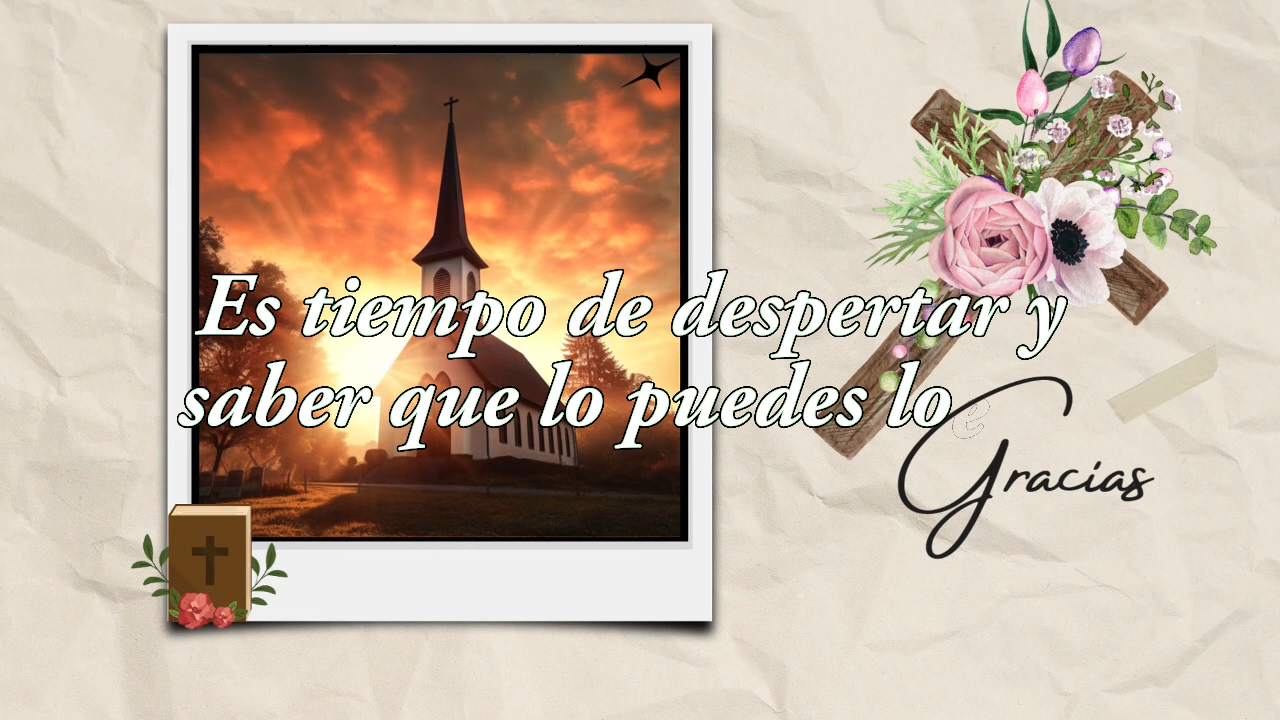 Es tiempo de despertar y
saber que lo puedes lo
Gracias